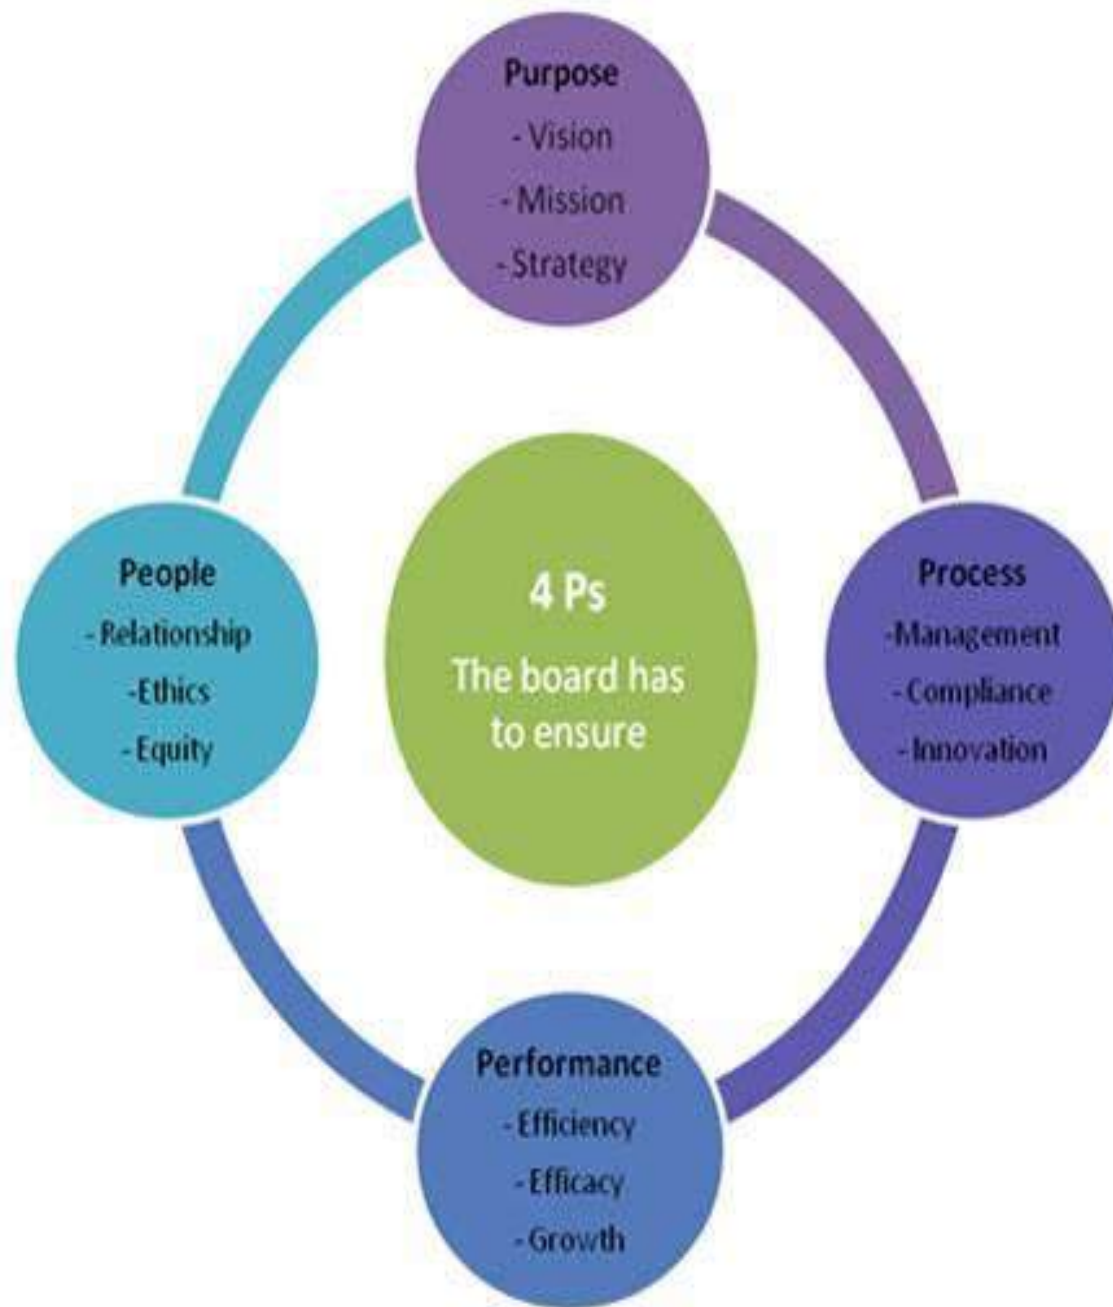 Purpose
- Vision
- Mission
- Strategy
People
- Relationship
-Ethics
- Equity
4 Ps
The board has
to ensure
Process
-Management
- Compliance
- Innovation
Performance
- Efficiency
- Efficacy
- Growth